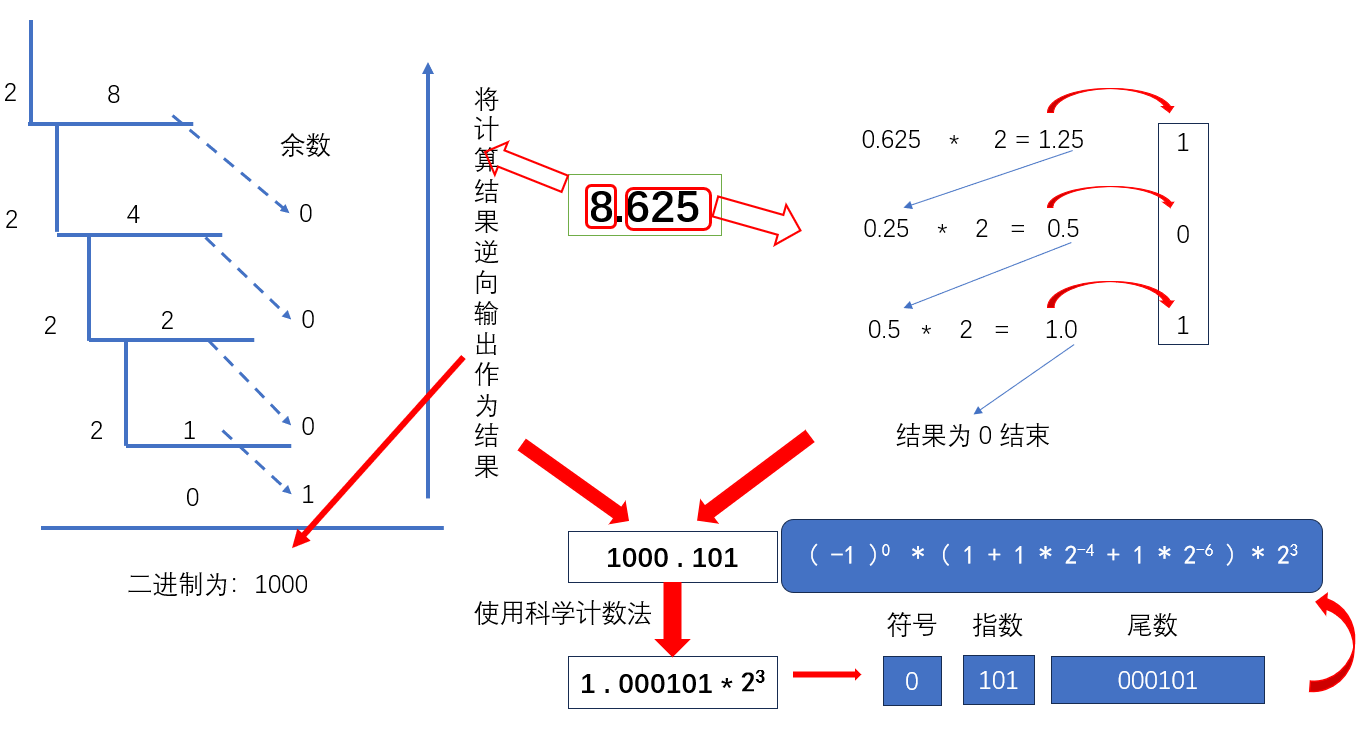 2 8
余数
0
2 4
0
2 2
0
2 1
1
0
二进制为：1000
将计算结果逆向输出作为结果
8.625
0.625 * 2 = 1.25 1
0.25 * 2 = 0.5 0
0.5 * 2 = 1.0 1
结果为 0 结束
1000 . 101
( -1 )⁰ * ( 1 + 1 * 2⁻⁴ + 1 * 2⁻⁶ ) * 2³
使用科学计数法
1 . 000101 * 2³
符号 指数 尾数
0 101 000101